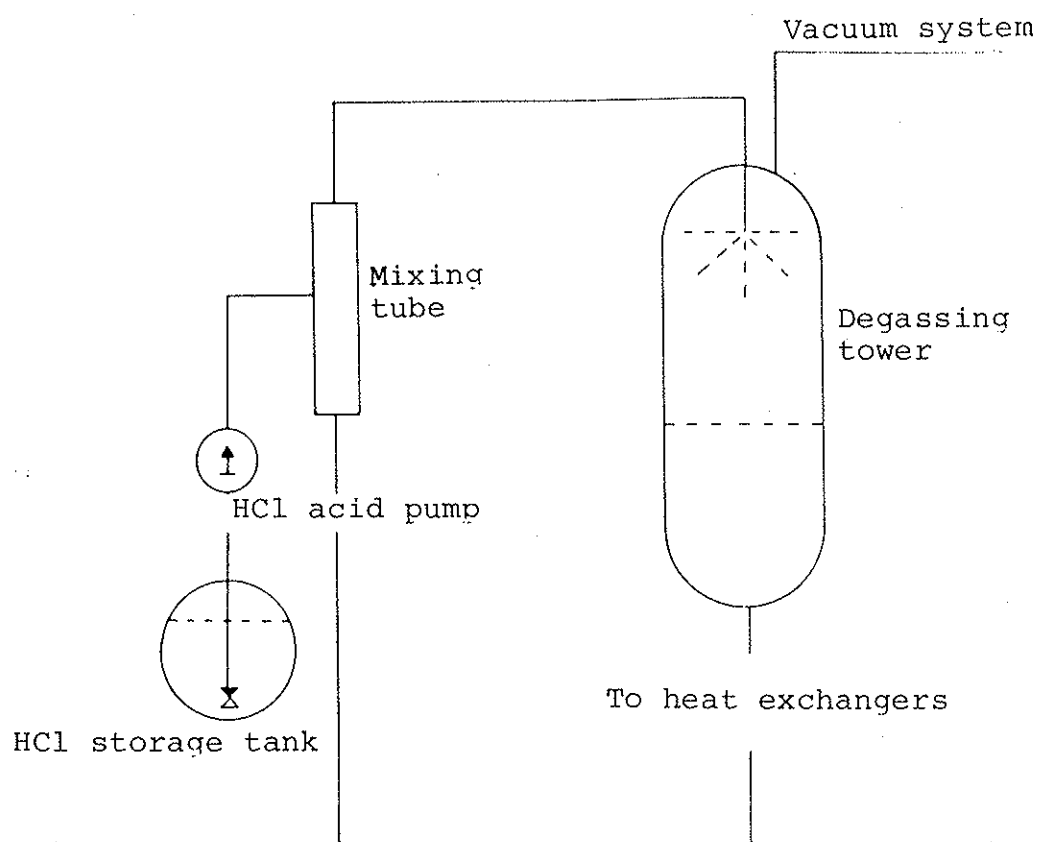 Vacuum system
Mixing
tube
Degassing
tower
HCl acid pump
To heat exchangers
HCl storage tank